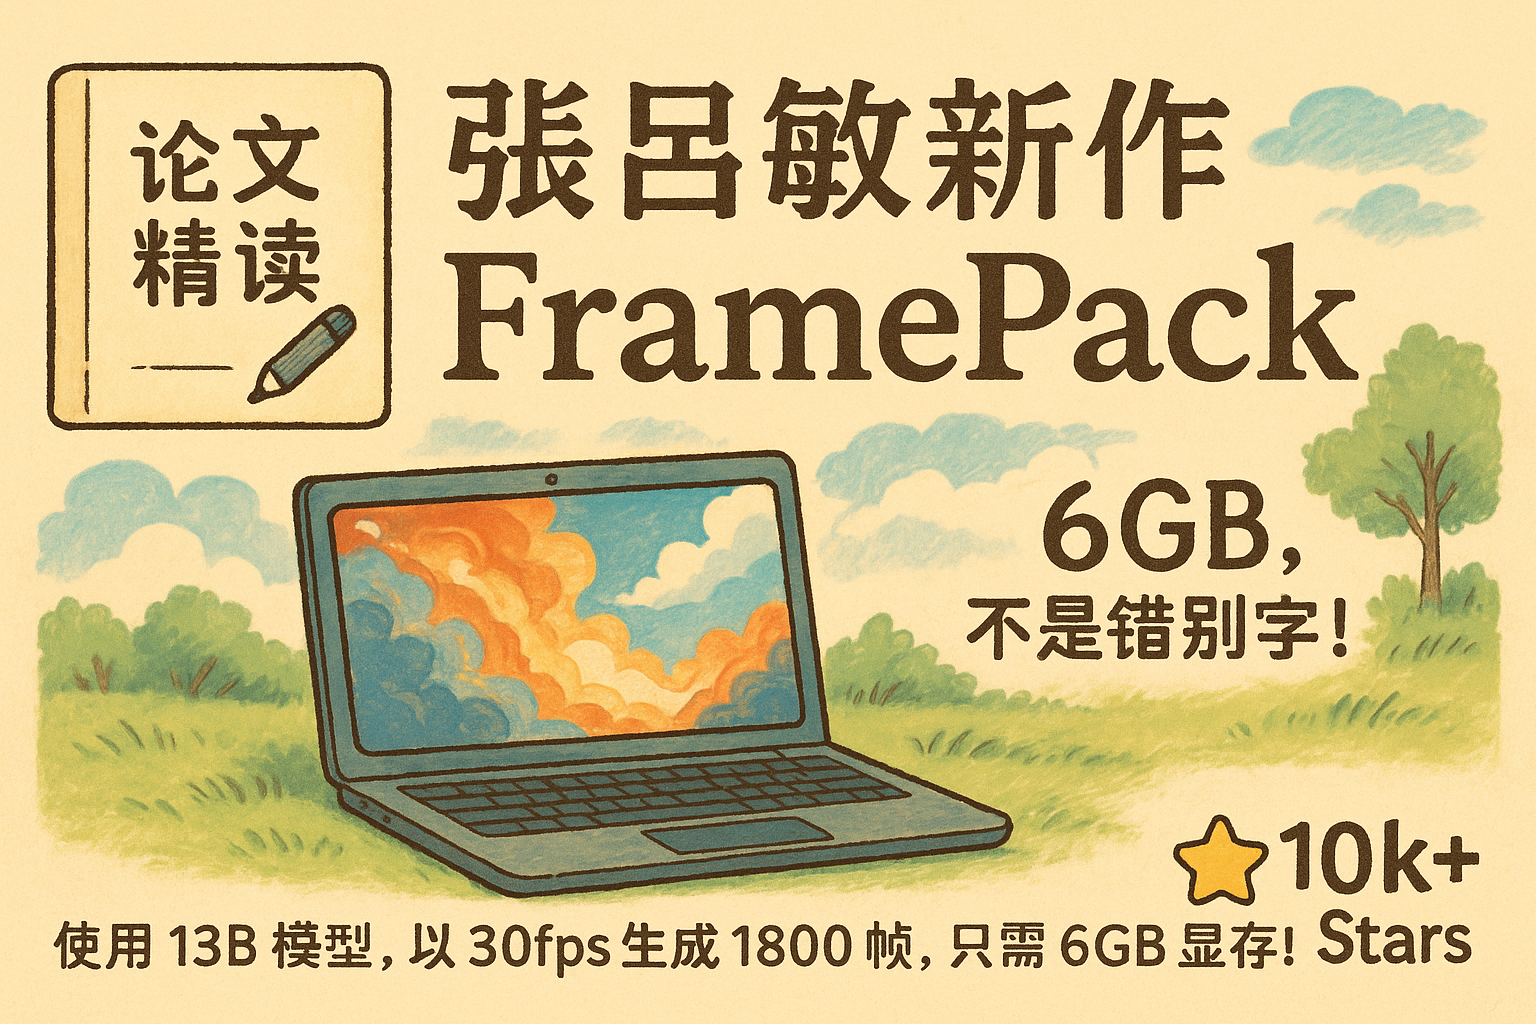 论文
精读
張呂敏新作
FramePack
6GB,
不是错别字!
10k+
Stars
使用 13B 模型, 以 30fps 生成 1800 帧, 只需 6GB 显存!